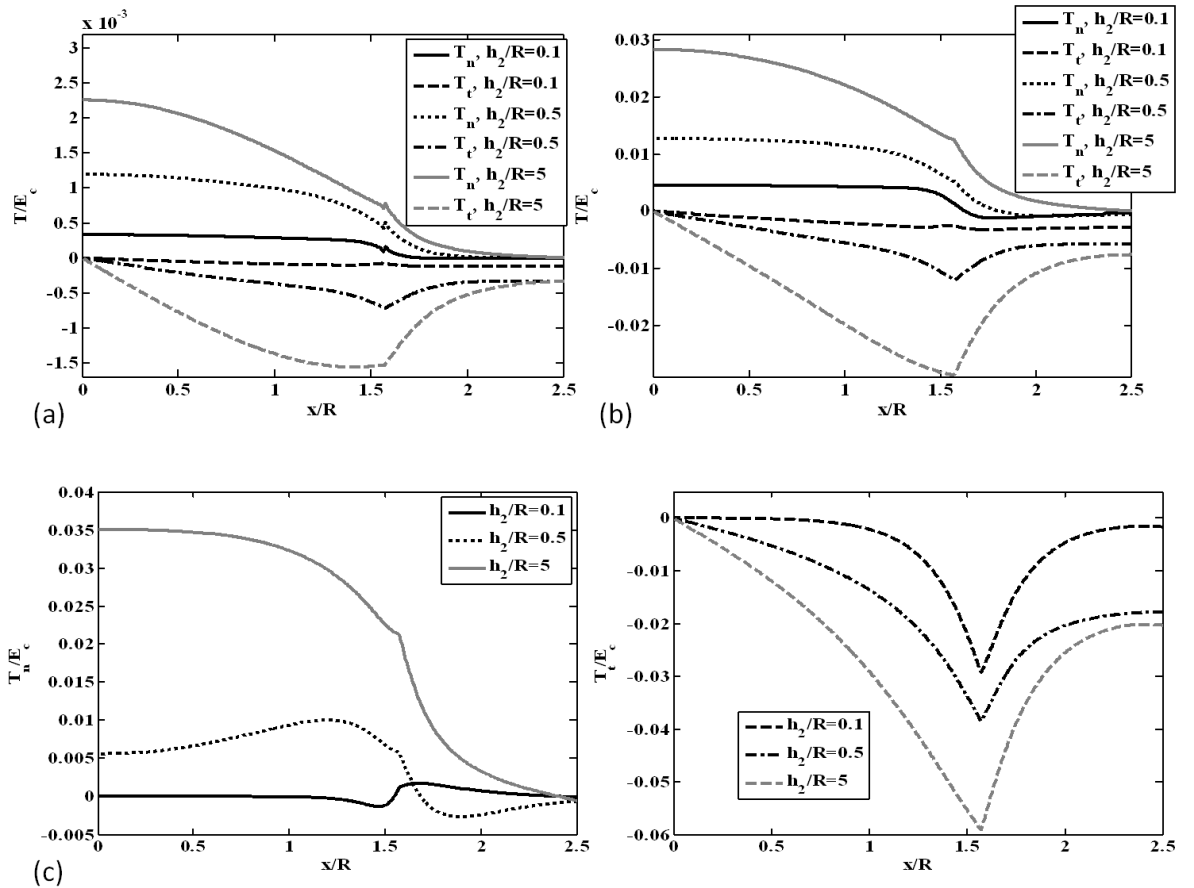 x 10⁻³
3
2.5
2
1.5
1
0.5
0
-0.5
-1
-1.5
T/E_c
0 0.5 1 1.5 2 2.5
x/R
T_n, h_2/R=0.1
T_t, h_2/R=0.1
T_n, h_2/R=0.5
T_t, h_2/R=0.5
T_n, h_2/R=5
T_t, h_2/R=5
(a)
0.03
0.02
0.01
0
-0.01
-0.02
T/E_c
0 0.5 1 1.5 2 2.5
x/R
T_n, h_2/R=0.1
T_t, h_2/R=0.1
T_n, h_2/R=0.5
T_t, h_2/R=0.5
T_n, h_2/R=5
T_t, h_2/R=5
(b)
0.04
0.035
0.03
0.025
0.02
0.015
0.01
0.005
0
-0.005
T_n/E_c
0 0.5 1 1.5 2 2.5
x/R
h_2/R=0.1
h_2/R=0.5
h_2/R=5
(c)
0
-0.01
-0.02
-0.03
-0.04
-0.05
-0.06
T_t/E_c
0 0.5 1 1.5 2 2.5
x/R
h_2/R=0.1
h_2/R=0.5
h_2/R=5